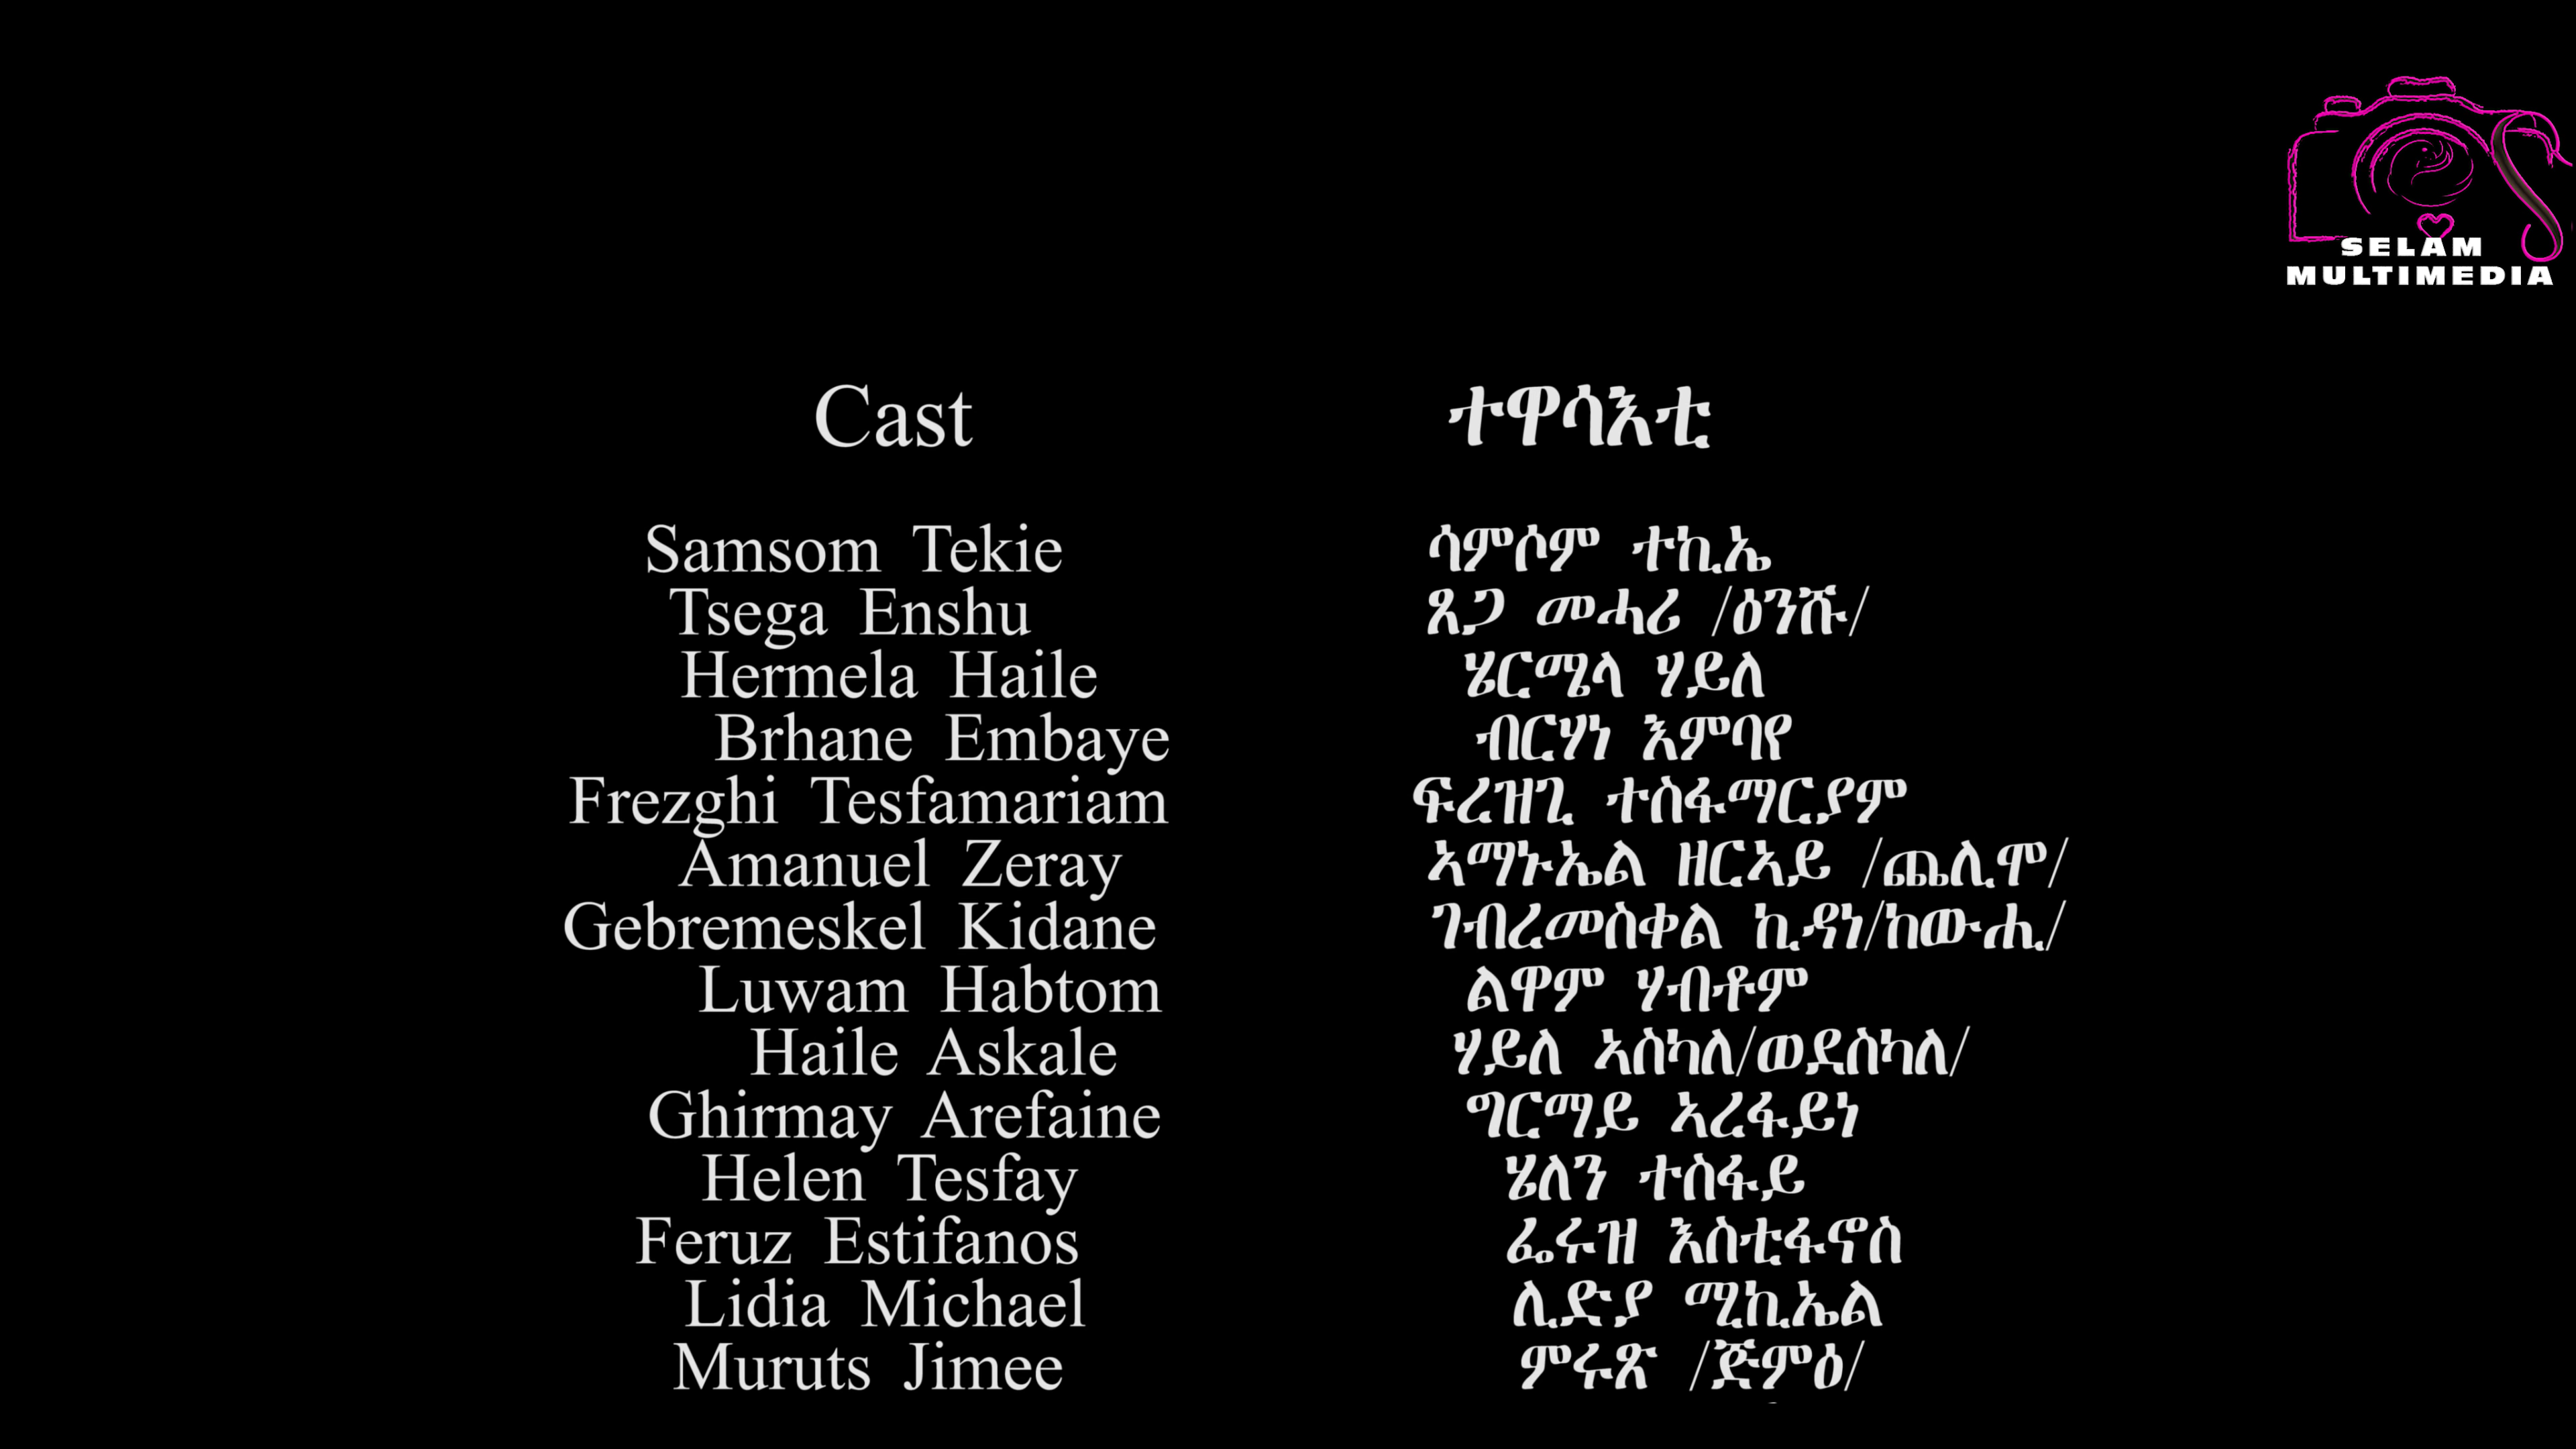 SELAM
MULTIMEDIA
Cast ተዋሳእቲ
Samsom Tekie ሳምሶም ተኪኤ
Tsega Enshu ጸጋ መሓሪ /ዕንሹ/
Hermela Haile ሄርሜላ ሃይለ
Brhane Embaye ብርሃነ እምባየ
Frezghi Tesfamariam ፍረዝጊ ተስፋማርያም
Amanuel Zeray ኣማኑኤል ዘርኣይ /ጨሊሞ/
Gebremeskel Kidane ገብረመስቀል ኪዳነ/ከውሒ/
Luwam Habtom ልዋም ሃብቶም
Haile Askale ሃይለ ኣስካለ/ወደስካለ/
Ghirmay Arefaine ግርማይ ኣረፋይነ
Helen Tesfay ሄለን ተስፋይ
Feruz Estifanos ፌሩዝ እስቲፋኖስ
Lidia Michael ሊድያ ሚኪኤል
Muruts Jimee ምሩጽ /ጅምዕ/